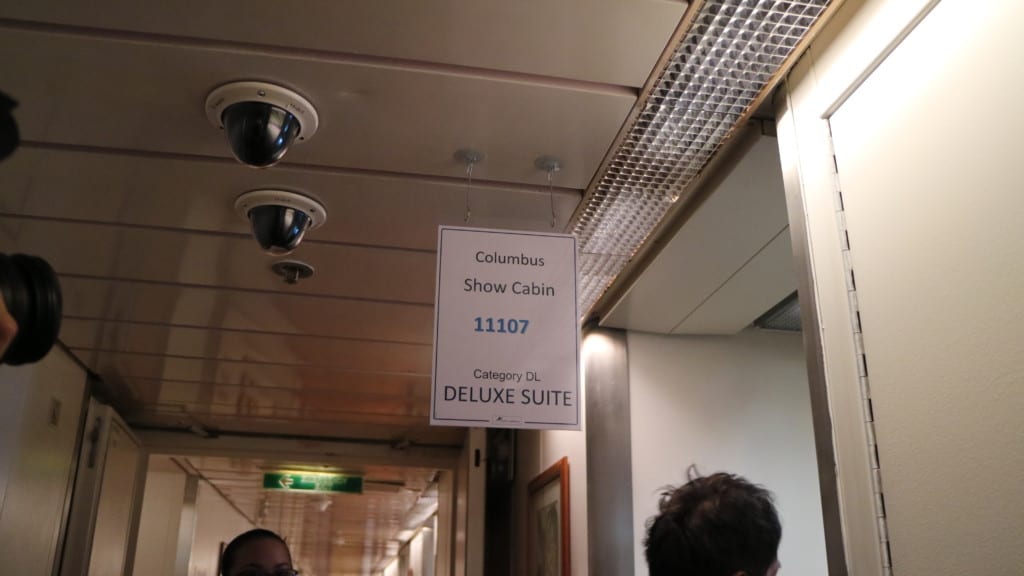 Columbus
Show Cabin
11107
Category DL
DELUXE SUITE